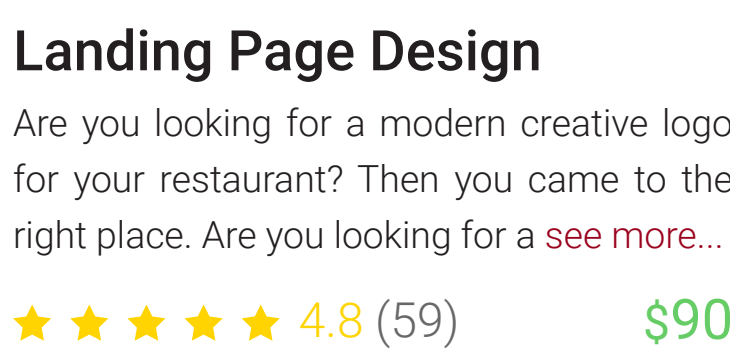 Landing Page Design
Are you looking for a modern creative logo
for your restaurant? Then you came to the
right place. Are you looking for a see more...
4.8 (59) $90